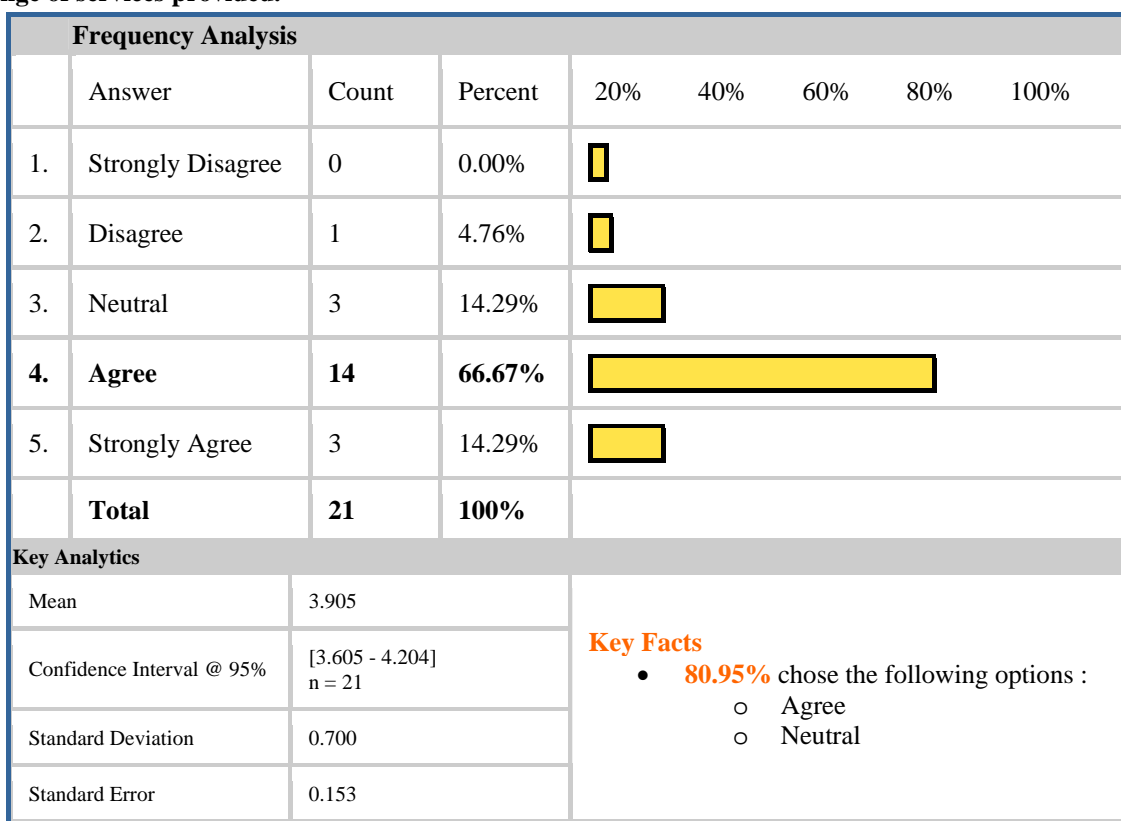 of services provided.
Frequency Analysis
Answer Count Percent 20% 40% 60% 80% 100%
1. Strongly Disagree 0 0.00%
2. Disagree 1 4.76%
3. Neutral 3 14.29%
4. Agree 14 66.67%
5. Strongly Agree 3 14.29%
Total 21 100%
Key Analytics
Mean 3.905
Confidence Interval @ 95% [3.605 - 4.204]
n = 21
Standard Deviation 0.700
Standard Error 0.153
Key Facts
• 80.95% chose the following options :
o Agree
o Neutral